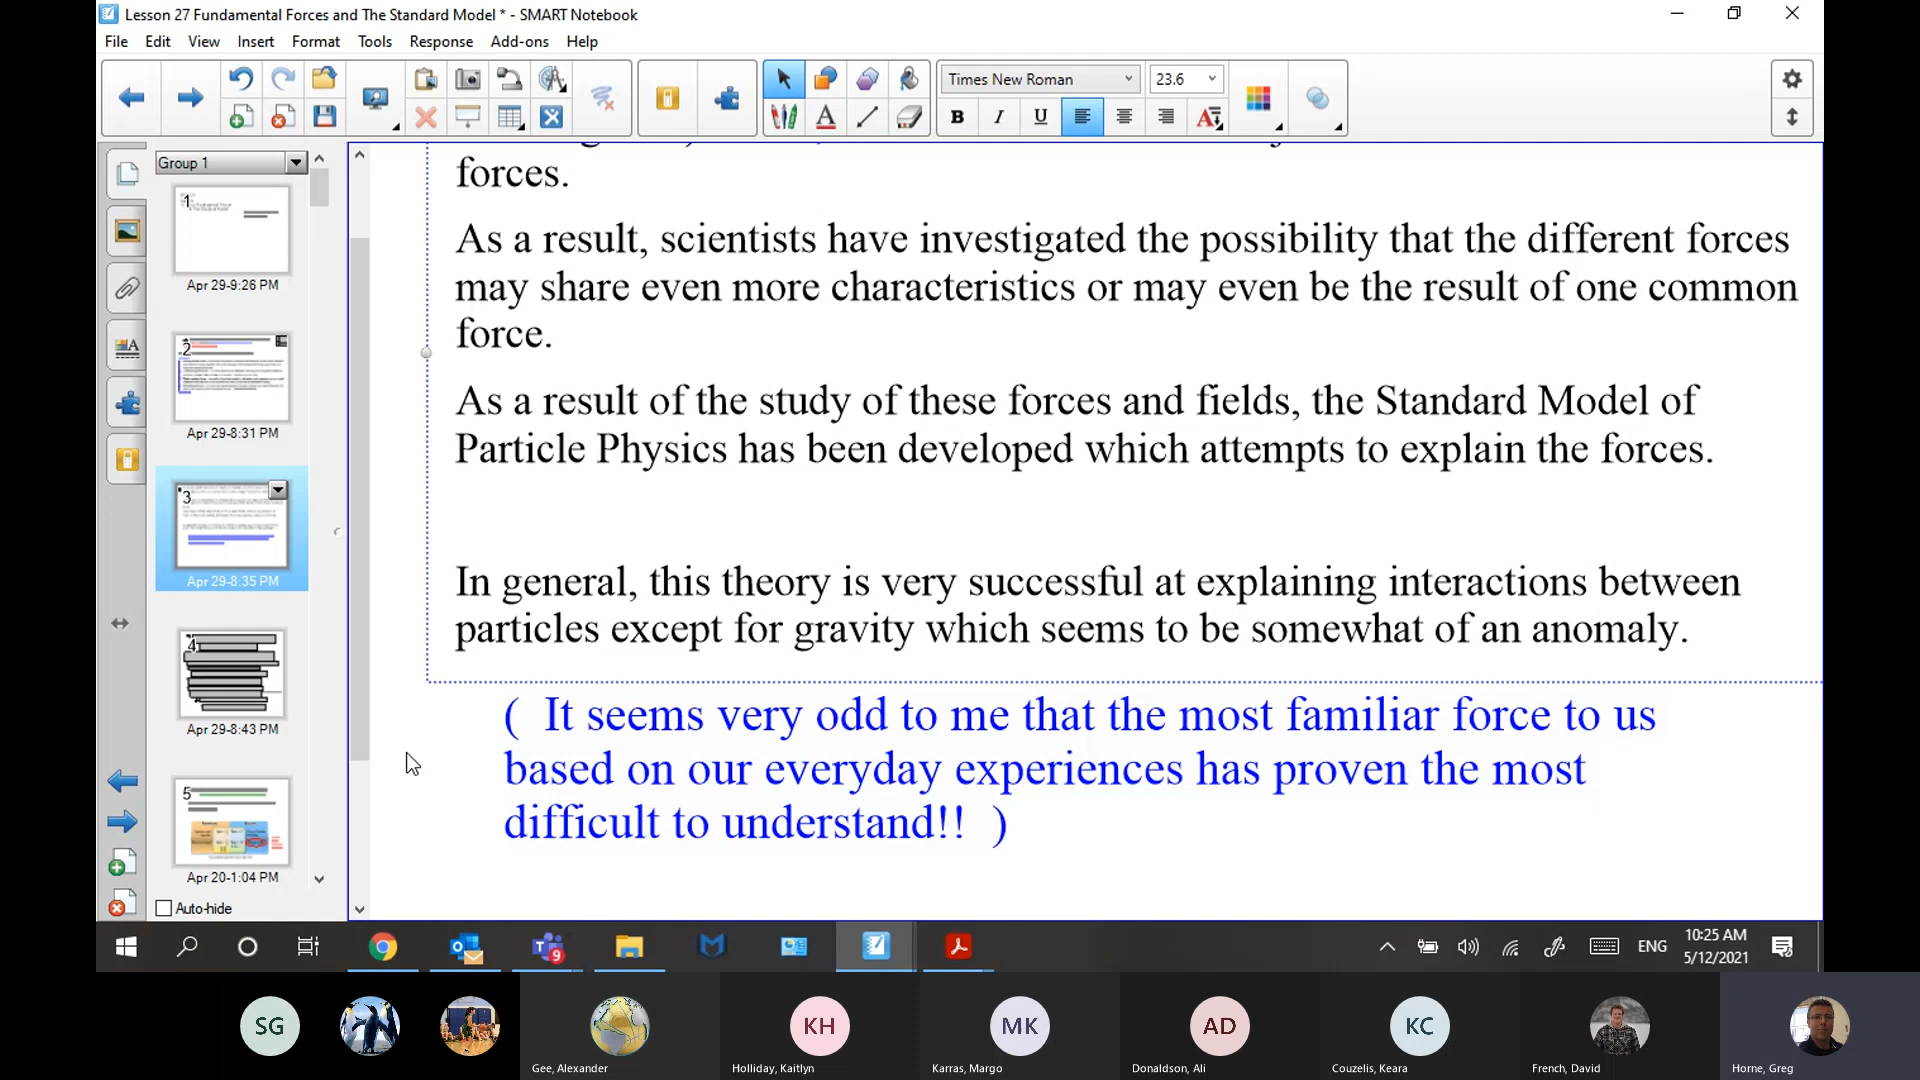 Lesson 27 Fundamental Forces and The Standard Model * - SMART Notebook
File Edit View Insert Format Tools Response Add-ons Help
Times New Roman 23.6
B I U A
Group 1
1
Apr 29-9:26 PM
2
Apr 29-8:31 PM
3
Apr 29-8:35 PM
4
Apr 29-8:43 PM
5
Apr 20-1:04 PM
Auto-hide
forces.
As a result, scientists have investigated the possibility that the different forces
may share even more characteristics or may even be the result of one common
force.
As a result of the study of these forces and fields, the Standard Model of
Particle Physics has been developed which attempts to explain the forces.
In general, this theory is very successful at explaining interactions between
particles except for gravity which seems to be somewhat of an anomaly.
( It seems very odd to me that the most familiar force to us
based on our everyday experiences has proven the most
difficult to understand!! )
9
ENG
10:25 AM
5/12/2021
SG
KH
MK
AD
KC
Gee, Alexander
Holliday, Kaitlyn
Karras, Margo
Donaldson, Ali
Couzelis, Keara
French, David
Horne, Greg